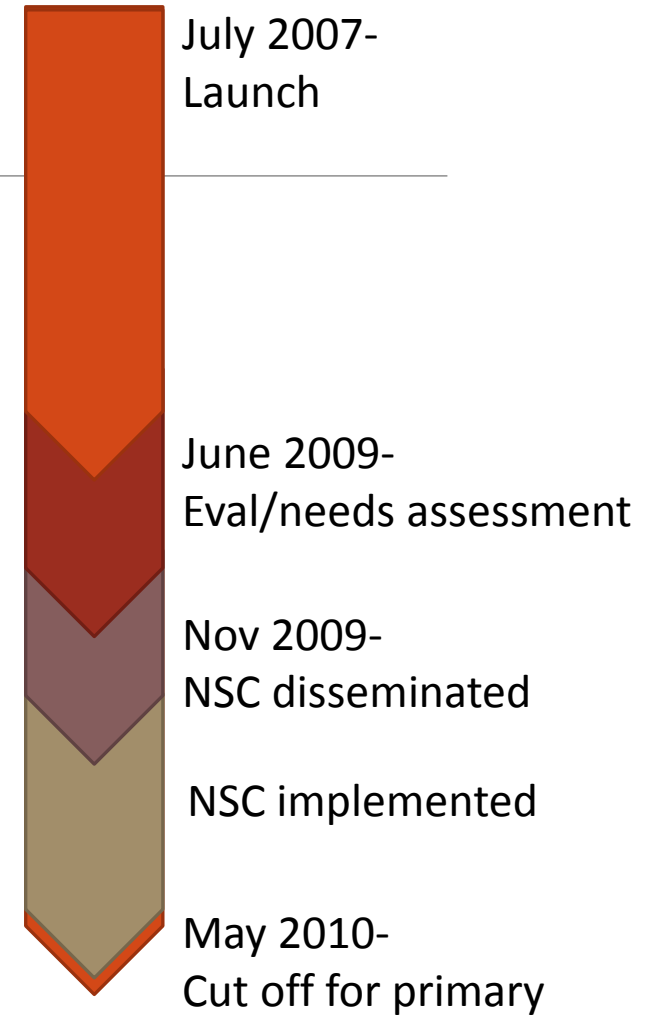 July 2007-
Launch
June 2009-
Eval/needs assessment
Nov 2009-
NSC disseminated
NSC implemented
May 2010-
Cut off for primary